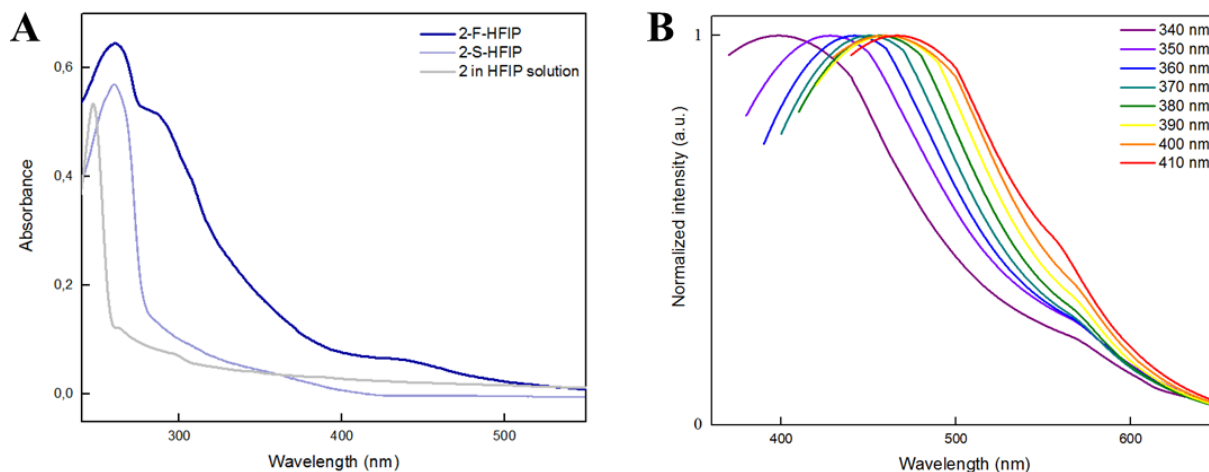 A
2-F-HFIP
2-S-HFIP
2 in HFIP solution
0,6
0,4
0,2
0,0
Absorbance
300
400
500
Wavelength (nm)
B
340 nm
350 nm
360 nm
370 nm
380 nm
390 nm
400 nm
410 nm
1
0
Normalized intensity (a.u.)
400
500
600
Wavelength (nm)